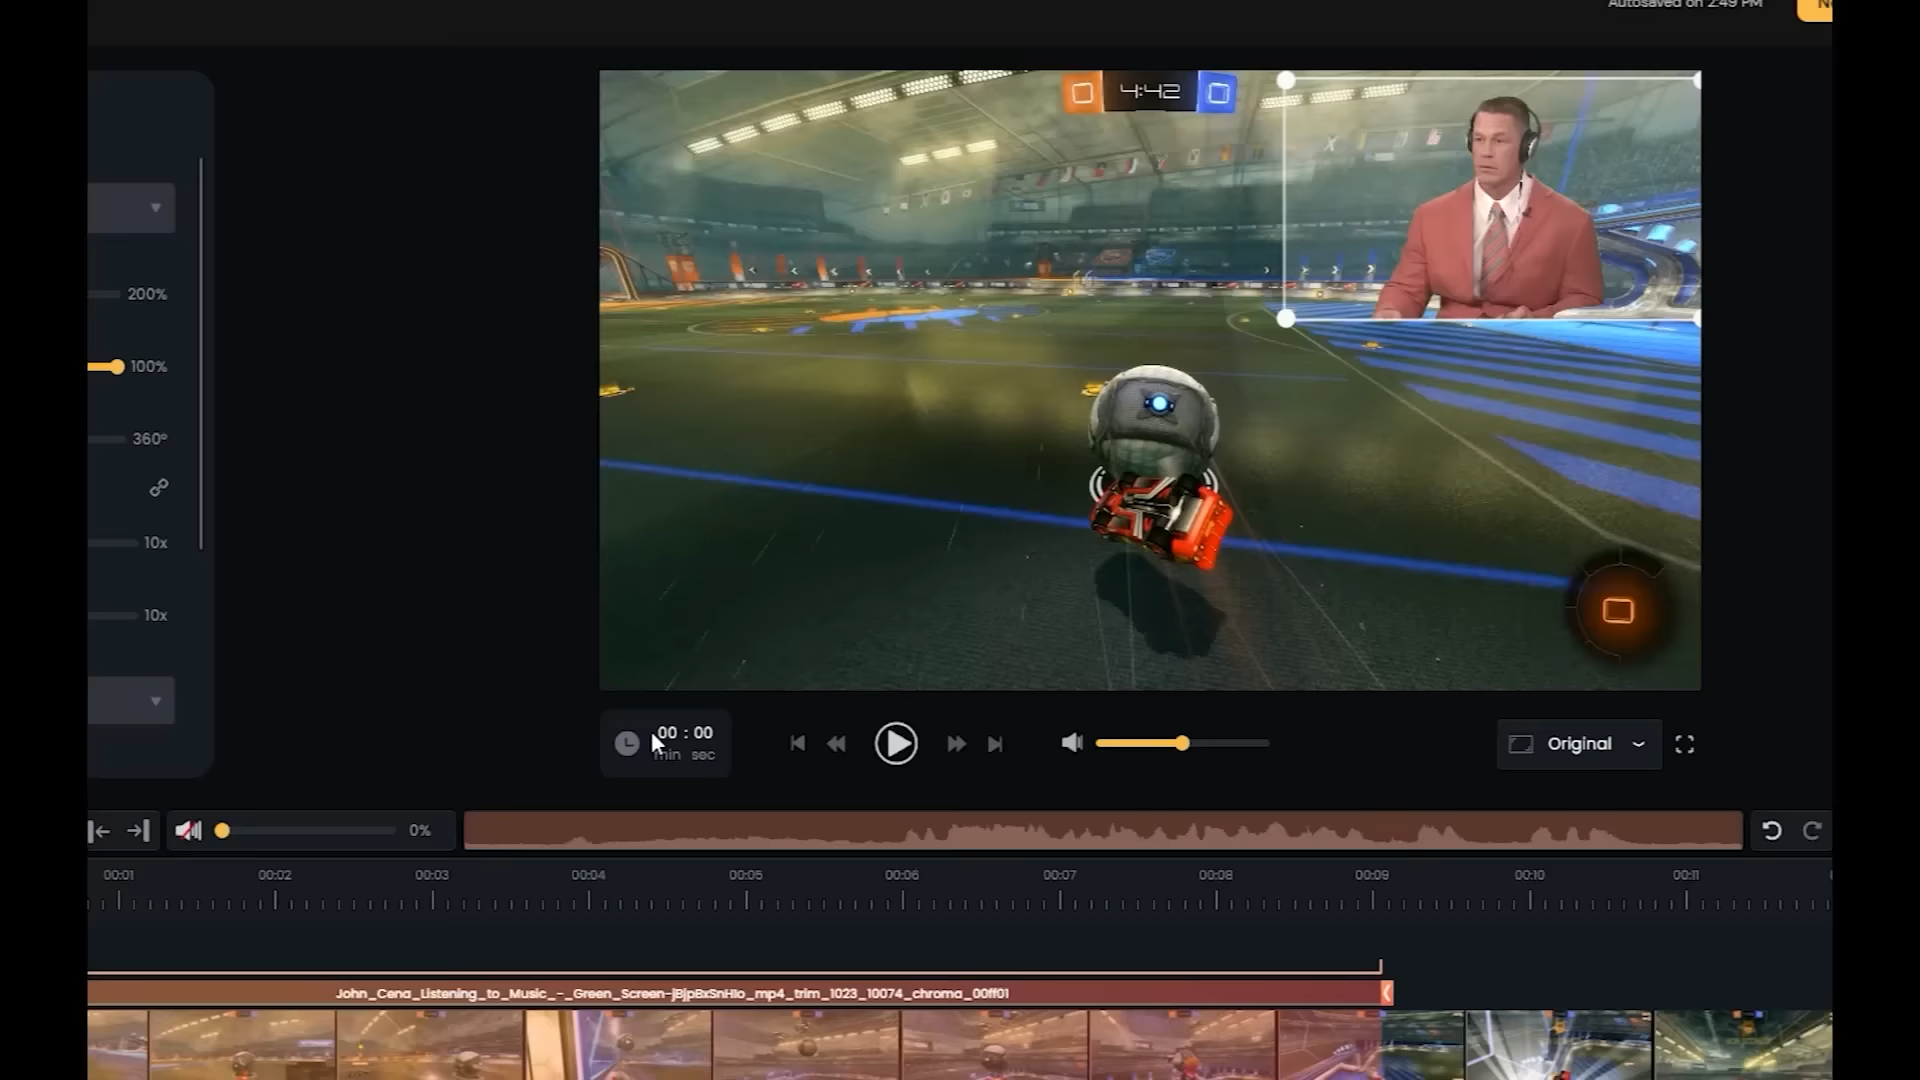 Autosaved on 2:49 PM
4:42
200%
100%
360º
10x
10x
00 : 00
min sec
Original
0%
00:01 00:02 00:03 00:04 00:05 00:06 00:07 00:08 00:09 00:10 00:11
John_Cena_Listening_to_Music_-_Green_Screen-jBjpBxSnHIo_mp4_trim_1023_10074_chroma_00ff01